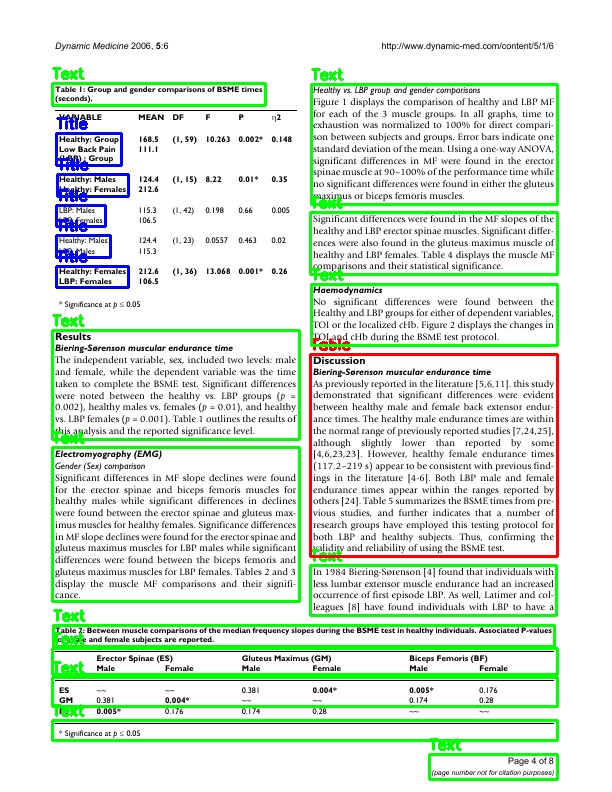 Dynamic Medicine 2006, 5:6
http://www.dynamic-med.com/content/5/1/6
Text
Table 1: Group and gender comparisons of BSME times
(seconds).
VARIABLE MEAN DF F P η2
Title
Healthy: Group 168.5 (1, 59) 10.263 0.002* 0.148
Low Back Pain 111.1
(LBP) : Group
Title
Healthy: Males 124.4 (1, 15) 8.22 0.01* 0.35
Healthy: Females 212.6
Title
LBP: Males 115.3 (1, 42) 0.198 0.66 0.005
LBP: Females 106.5
Title
Healthy: Males 124.4 (1, 23) 0.0557 0.463 0.02
LBP: Males 115.3
Title
Healthy: Females 212.6 (1, 36) 13.068 0.001* 0.26
LBP: Females 106.5
* Significance at p ≤ 0.05
Text
Results
Biering-Sørenson muscular endurance time
The independent variable, sex, included two levels: male
and female, while the dependent variable was the time
taken to complete the BSME test. Significant differences
were noted between the healthy vs. LBP groups (p =
0.002), healthy males vs. females (p = 0.01), and healthy
vs. LBP females (p = 0.001). Table 1 outlines the results of
this analysis and the reported significance level.
Text
Electromyography (EMG)
Gender (Sex) comparison
Significant differences in MF slope declines were found
for the erector spinae and biceps femoris muscles for
healthy males while significant differences in declines
were found between the erector spinae and gluteus max-
imus muscles for healthy females. Significance differences
in MF slope declines were found for the erector spinae and
gluteus maximus muscles for LBP males while significant
differences were found between the biceps femoris and
gluteus maximus muscles for LBP females. Tables 2 and 3
display the muscle MF comparisons and their signifi-
cance.
Text
Healthy vs. LBP group and gender comparisons
Figure 1 displays the comparison of healthy and LBP MF
for each of the 3 muscle groups. In all graphs, time to
exhaustion was normalized to 100% for direct compari-
son between subjects and groups. Error bars indicate one
standard deviation of the mean. Using a one-way ANOVA,
significant differences in MF were found in the erector
spinae muscle at 90–100% of the performance time while
no significant differences were found in either the gluteus
maximus or biceps femoris muscles.
Text
Significant differences were found in the MF slopes of the
healthy and LBP erector spinae muscles. Significant differ-
ences were also found in the gluteus maximus muscle of
healthy and LBP females. Table 4 displays the muscle MF
comparisons and their statistical significance.
Text
Haemodynamics
No significant differences were found between the
Healthy and LBP groups for either of dependent variables,
TOI or the localized cHb. Figure 2 displays the changes in
TOI and cHb during the BSME test protocol.
Table
Discussion
Biering-Sørenson muscular endurance time
As previously reported in the literature [5,6,11]. this study
demonstrated that significant differences were evident
between healthy male and female back extensor endur-
ance times. The healthy male endurance times are within
the normal range of previously reported studies [7,24,25],
although slightly lower than reported by some
[4,6,23,23]. However, healthy female endurance times
(117.2–219 s) appear to be consistent with previous find-
ings in the literature [4-6]. Both LBP male and female
endurance times appear within the ranges reported by
others [24]. Table 5 summarizes the BSME times from pre-
vious studies, and further indicates that a number of
research groups have employed this testing protocol for
both LBP and healthy subjects. Thus, confirming the
validity and reliability of using the BSME test.
Text
In 1984 Biering-Sørenson [4] found that individuals with
less lumbar extensor muscle endurance had an increased
occurrence of first episode LBP. As well, Latimer and col-
leagues [8] have found individuals with LBP to have a
Text
Table 2: Between muscle comparisons of the median frequency slopes during the BSME test in healthy individuals. Associated P-values
for male and female subjects are reported.
Text
Erector Spinae (ES) Gluteus Maximus (GM) Biceps Femoris (BF)
Male Female Male Female Male Female
Text
ES ~~ ~~ 0.381 0.004* 0.005* 0.176
GM 0.381 0.004* ~~ ~~ 0.174 0.28
0.005* 0.176 0.174 0.28 ~~ ~~
Text
* Significance at p ≤ 0.05
Text
Page 4 of 8
(page number not for citation purposes)